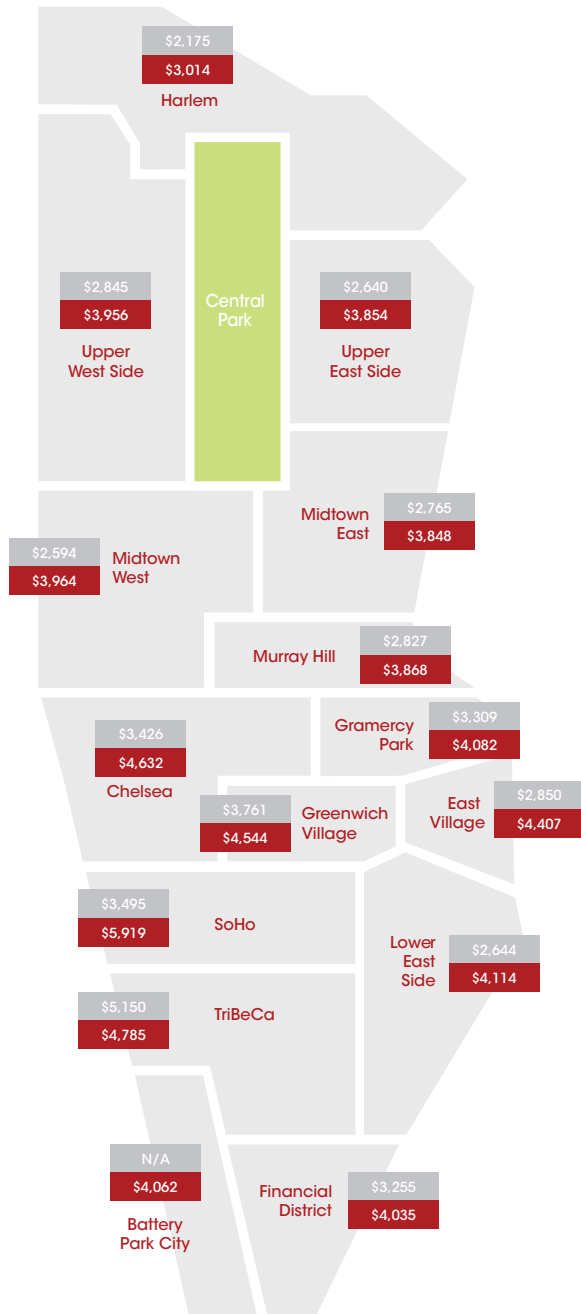 $2,175
$3,014
Harlem
$2,845
$3,956
Upper
West Side
Central
Park
$2,640
$3,854
Upper
East Side
Midtown
East
$2,765
$3,848
$2,594
$3,964
Midtown
West
Murray Hill
$2,827
$3,868
$3,426
$4,632
Chelsea
Gramercy
Park
$3,309
$4,082
$3,761
$4,544
Greenwich
Village
East
Village
$2,850
$4,407
$3,495
$5,919
SoHo
Lower
East
Side
$2,644
$4,114
$5,150
$4,785
TriBeCa
N/A
$4,062
Battery
Park City
Financial
District
$3,255
$4,035